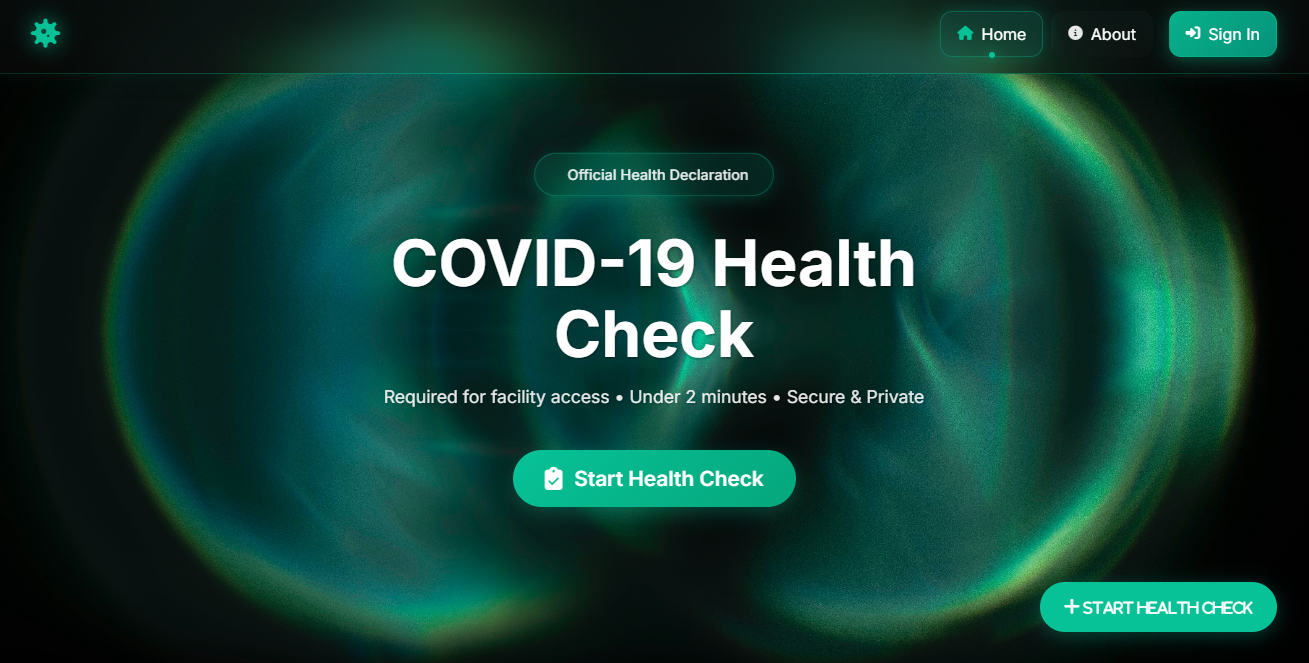 Home
About
Sign In
Official Health Declaration
COVID-19 Health
Check
Required for facility access • Under 2 minutes • Secure & Private
Start Health Check
START HEALTH CHECK